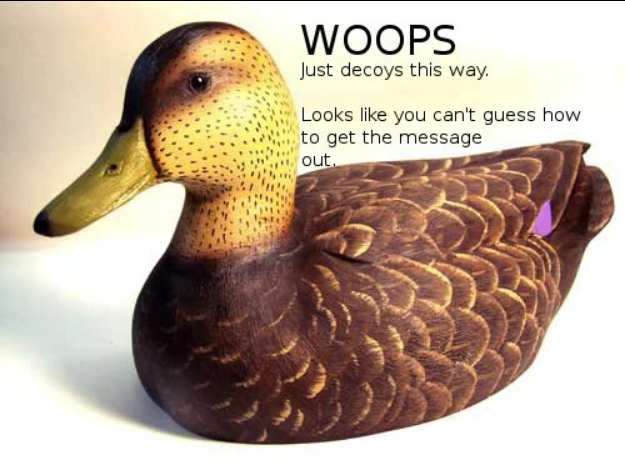 WOOPS
Just decoys this way.
Looks like you can't guess how
to get the message
out.